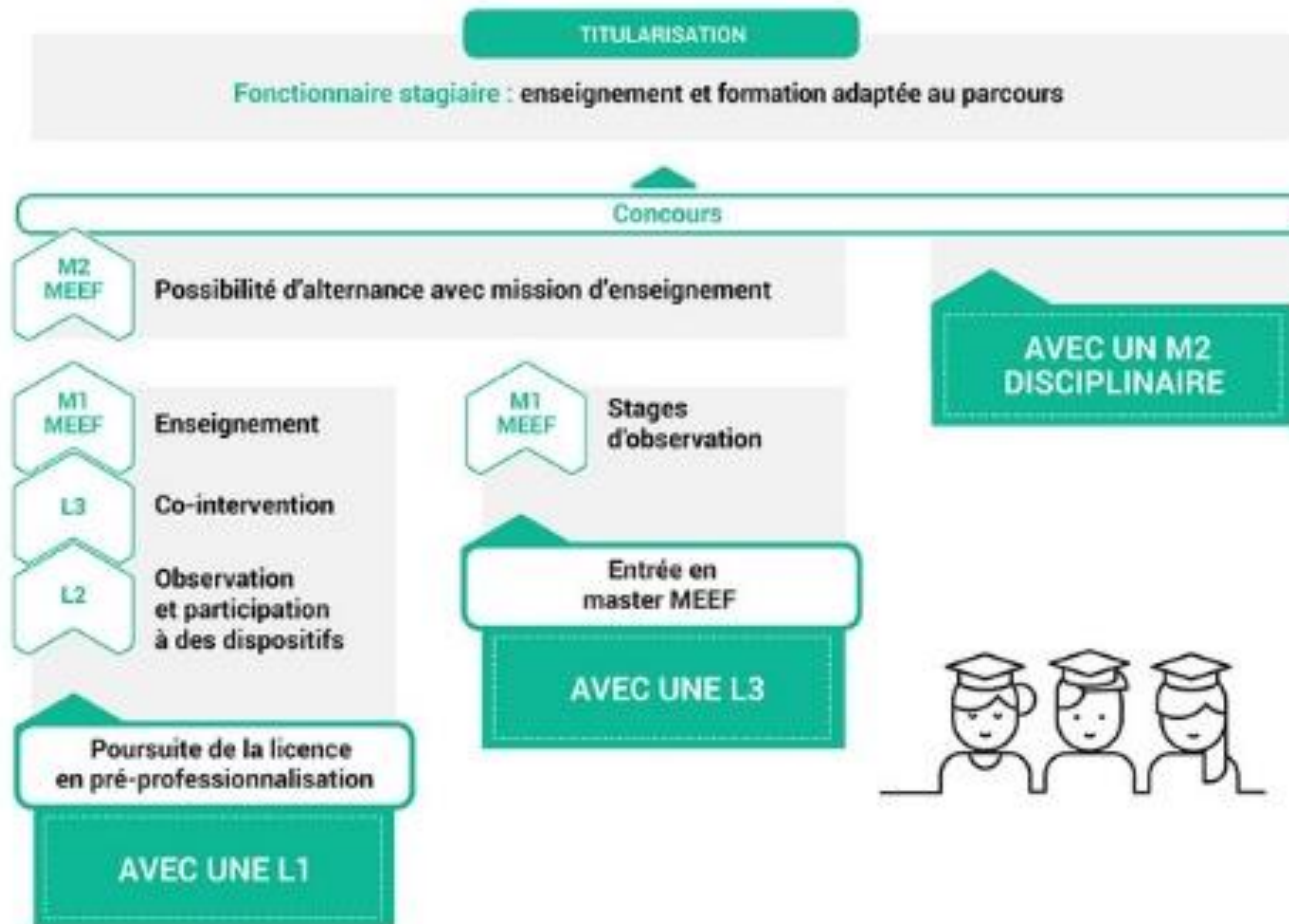 TITULARISATION
Fonctionnaire stagiaire : enseignement et formation adaptée au parcours
Concours
M2
MEEF
Possibilité d'alternance avec mission d'enseignement
AVEC UN M2
DISCIPLINAIRE
M1
MEEF
Enseignement
M1
MEEF
Stages
d'observation
L3
Co-intervention
L2
Observation
et participation
à des dispositifs
Entrée en
master MEEF
AVEC UNE L3
Poursuite de la licence
en pré-professionnalisation
AVEC UNE L1